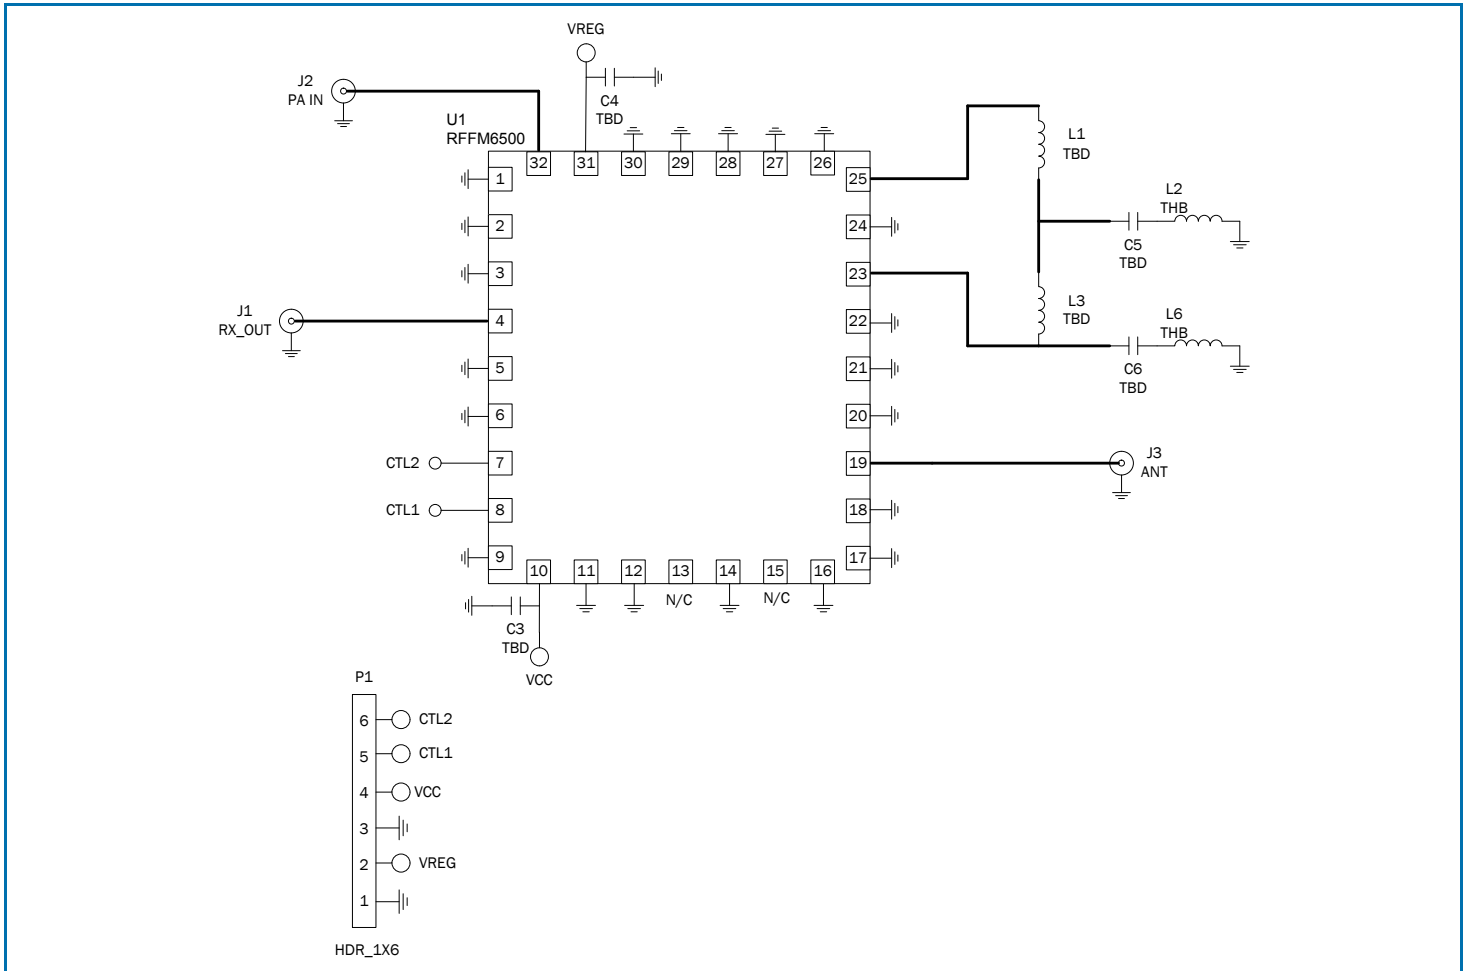 VREG
J2
PA IN
C4
TBD
U1
RFFM6500
32
31
30
29
28
27
26
1
2
3
4
5
6
7
8
9
J1
RX_OUT
CTL2
CTL1
10
11
12
13
14
15
16
N/C
N/C
C3
TBD
VCC
25
24
23
22
21
20
19
18
17
L1
TBD
L2
THB
C5
TBD
L3
TBD
L6
THB
C6
TBD
J3
ANT
P1
6 CTL2
5 CTL1
4 VCC
3
2 VREG
1
HDR_1X6